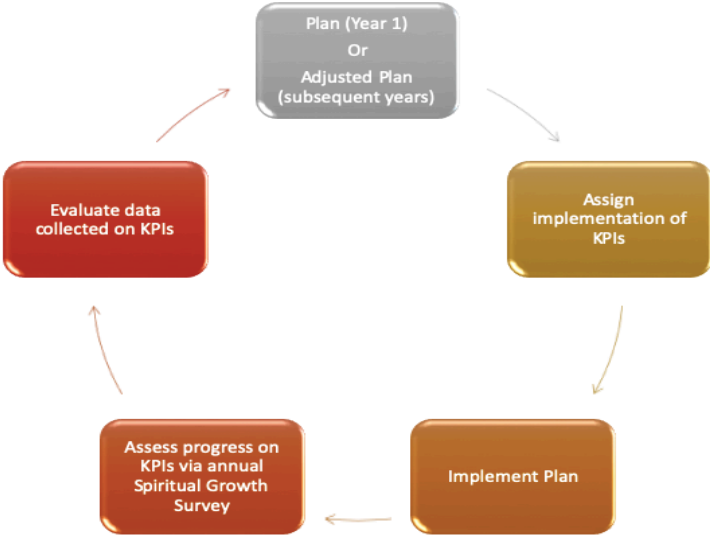 Plan (Year 1)
Or
Adjusted Plan
(subsequent years)
Assign
implementation of
KPIs
Implement Plan
Assess progress on
KPIs via annual
Spiritual Growth
Survey
Evaluate data
collected on KPIs